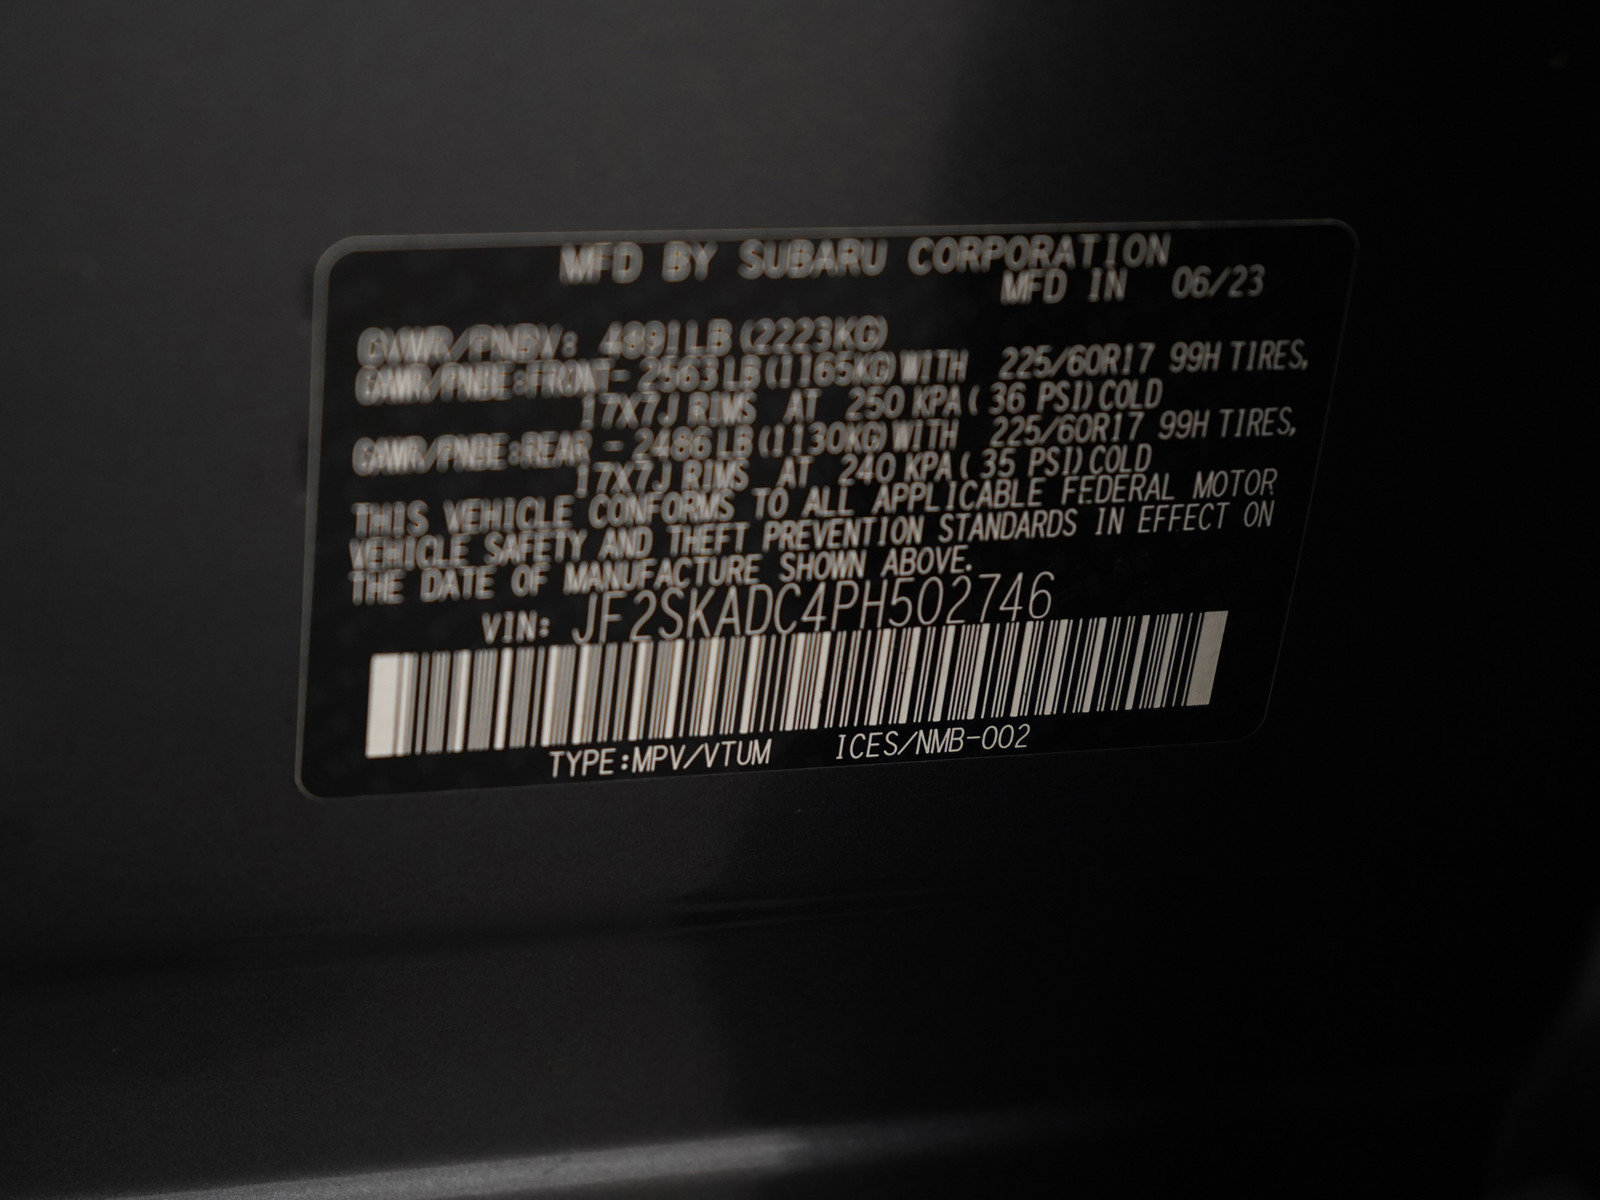 MFD BY SUBARU CORPORATION
MFD IN 06/23
GVWR/PNBV: 4891LB (2223KG)
GAWR/PNBE:FRONT- 2563LB(1165KG)WITH 225/60R17 99H TIRES,
17X7J RIMS AT 250 KPA( 36 PSI)COLD
GAWR/PNBE:REAR - 2486LB(1130KG)WITH 225/60R17 99H TIRES,
17X7J RIMS AT 240 KPA( 35 PSI)COLD
THIS VEHICLE CONFORMS TO ALL APPLICABLE FEDERAL MOTOR
VEHICLE SAFETY AND THEFT PREVENTION STANDARDS IN EFFECT ON
THE DATE OF MANUFACTURE SHOWN ABOVE.
VIN: JF2SKADC4PH502746
TYPE:MPV/VTUM ICES/NMB-002